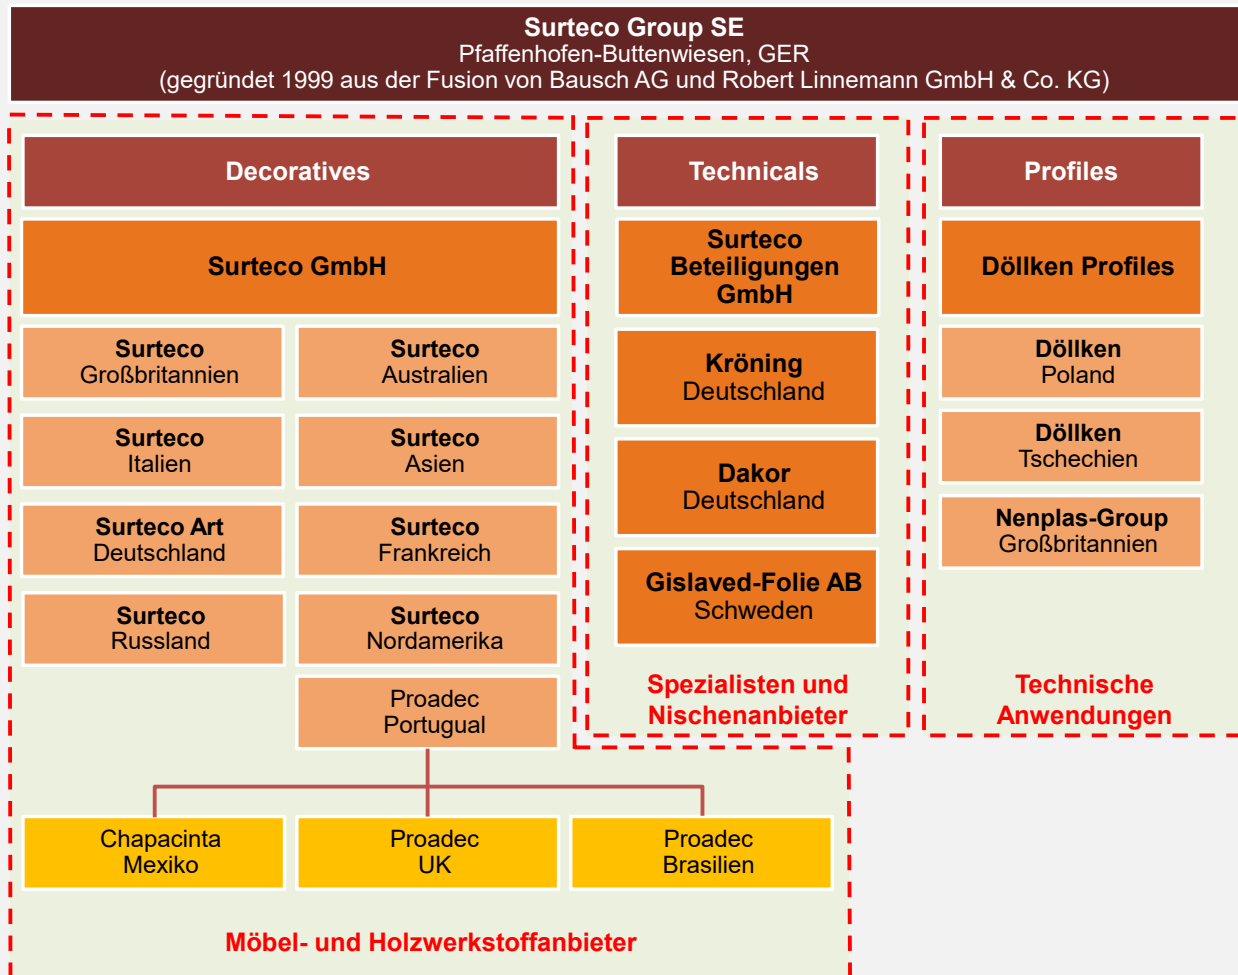 Surteco Group SE
Pfaffenhofen-Buttenwiesen, GER
(gegründet 1999 aus der Fusion von Bausch AG und Robert Linnemann GmbH & Co. KG)
Decoratives
Surteco GmbH
Surteco
Großbritannien
Surteco
Australien
Surteco
Italien
Surteco
Asien
Surteco Art
Deutschland
Surteco
Frankreich
Surteco
Russland
Surteco
Nordamerika
Proadec
Portugual
Chapacinta
Mexiko
Proadec
UK
Proadec
Brasilien
Möbel- und Holzwerkstoffanbieter
Technicals
Surteco
Beteiligungen
GmbH
Kröning
Deutschland
Dakor
Deutschland
Gislaved-Folie AB
Schweden
Spezialisten und
Nischenanbieter
Profiles
Döllken Profiles
Döllken
Poland
Döllken
Tschechien
Nenplas-Group
Großbritannien
Technische
Anwendungen